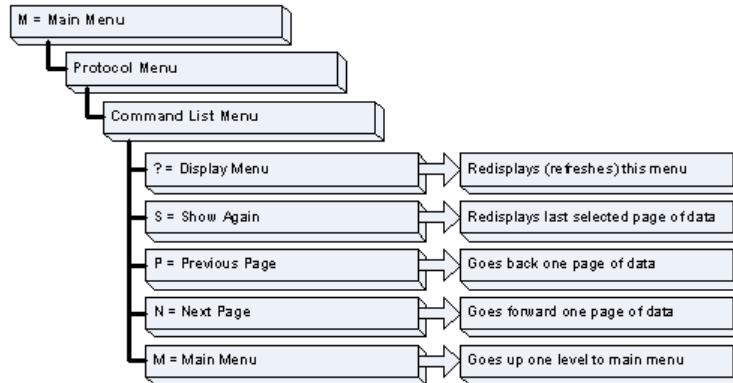 M = Main Menu
Protocol Menu
Command List Menu
? = Display Menu
Redisplays (refreshes) this menu
S = Show Again
Redisplays last selected page of data
P = Previous Page
Goes back one page of data
N = Next Page
Goes forward one page of data
M = Main Menu
Goes up one level to main menu